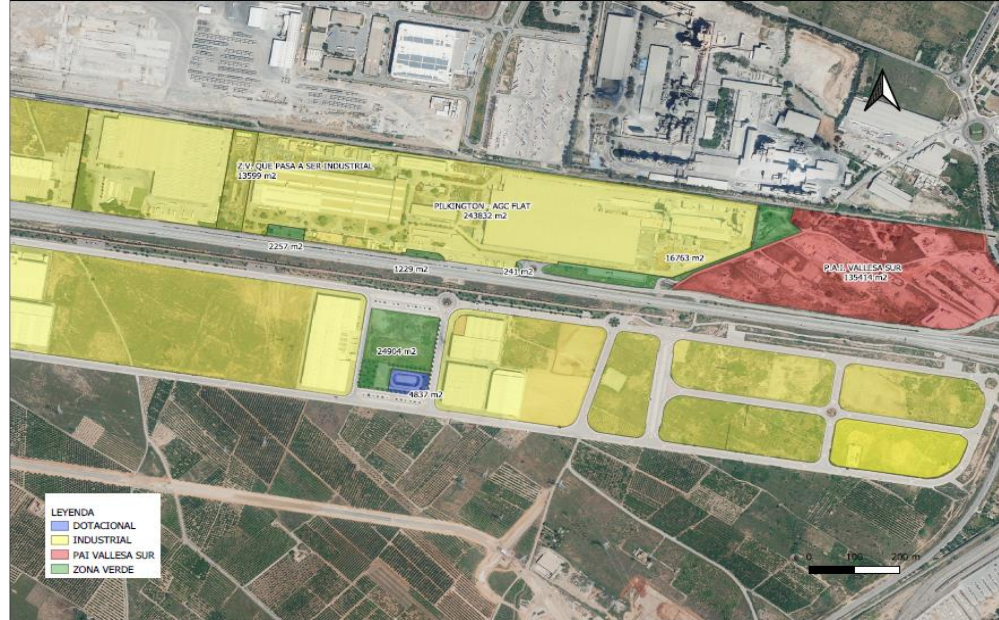 Z.V. QUE PASA A SER INDUSTRIAL
13599 m2
PILKINGTON - AGC FLAT
243832 m2
2257 m2
1229 m2
241 m2
16763 m2
P.A.I. VALLESA SUR
135414 m2
24904 m2
4837 m2
LEYENDA
DOTACIONAL
INDUSTRIAL
PAI VALLESA SUR
ZONA VERDE
0 100 200 m